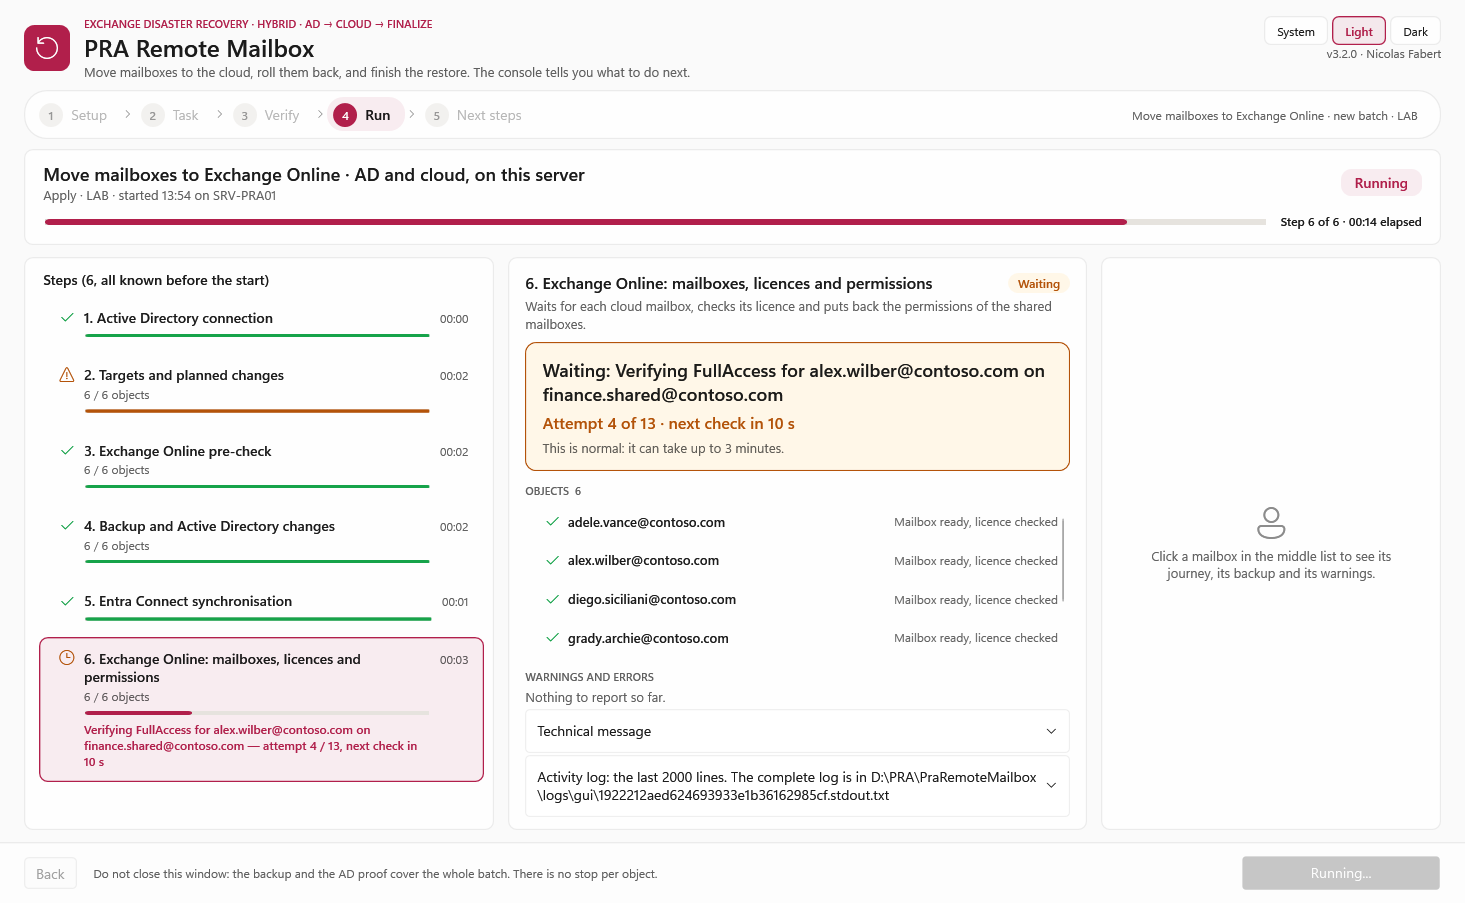 EXCHANGE DISASTER RECOVERY · HYBRID · AD → CLOUD → FINALIZE
PRA Remote Mailbox
Move mailboxes to the cloud, roll them back, and finish the restore. The console tells you what to do next.
System
Light
Dark
v3.2.0 · Nicolas Fabert
1 Setup
2 Task
3 Verify
4 Run
5 Next steps
Move mailboxes to Exchange Online · new batch · LAB
Move mailboxes to Exchange Online · AD and cloud, on this server
Apply · LAB · started 13:54 on SRV-PRA01
Running
Step 6 of 6 · 00:14 elapsed
Steps (6, all known before the start)
1. Active Directory connection 00:00
2. Targets and planned changes 00:02
6 / 6 objects
3. Exchange Online pre-check 00:02
6 / 6 objects
4. Backup and Active Directory changes 00:02
6 / 6 objects
5. Entra Connect synchronisation 00:01
6. Exchange Online: mailboxes, licences and 00:03
permissions
6 / 6 objects
Verifying FullAccess for alex.wilber@contoso.com on
finance.shared@contoso.com — attempt 4 / 13, next check in
10 s
6. Exchange Online: mailboxes, licences and permissions
Waiting
Waits for each cloud mailbox, checks its licence and puts back the permissions of the shared
mailboxes.
Waiting: Verifying FullAccess for alex.wilber@contoso.com on
finance.shared@contoso.com
Attempt 4 of 13 · next check in 10 s
This is normal: it can take up to 3 minutes.
OBJECTS 6
adele.vance@contoso.com Mailbox ready, licence checked
alex.wilber@contoso.com Mailbox ready, licence checked
diego.siciliani@contoso.com Mailbox ready, licence checked
grady.archie@contoso.com Mailbox ready, licence checked
WARNINGS AND ERRORS
Nothing to report so far.
Technical message
Activity log: the last 2000 lines. The complete log is in D:\PRA\PraRemoteMailbox
\logs\gui\1922212aed624693933e1b36162985cf.stdout.txt
Click a mailbox in the middle list to see its
journey, its backup and its warnings.
Back
Do not close this window: the backup and the AD proof cover the whole batch. There is no stop per object.
Running...